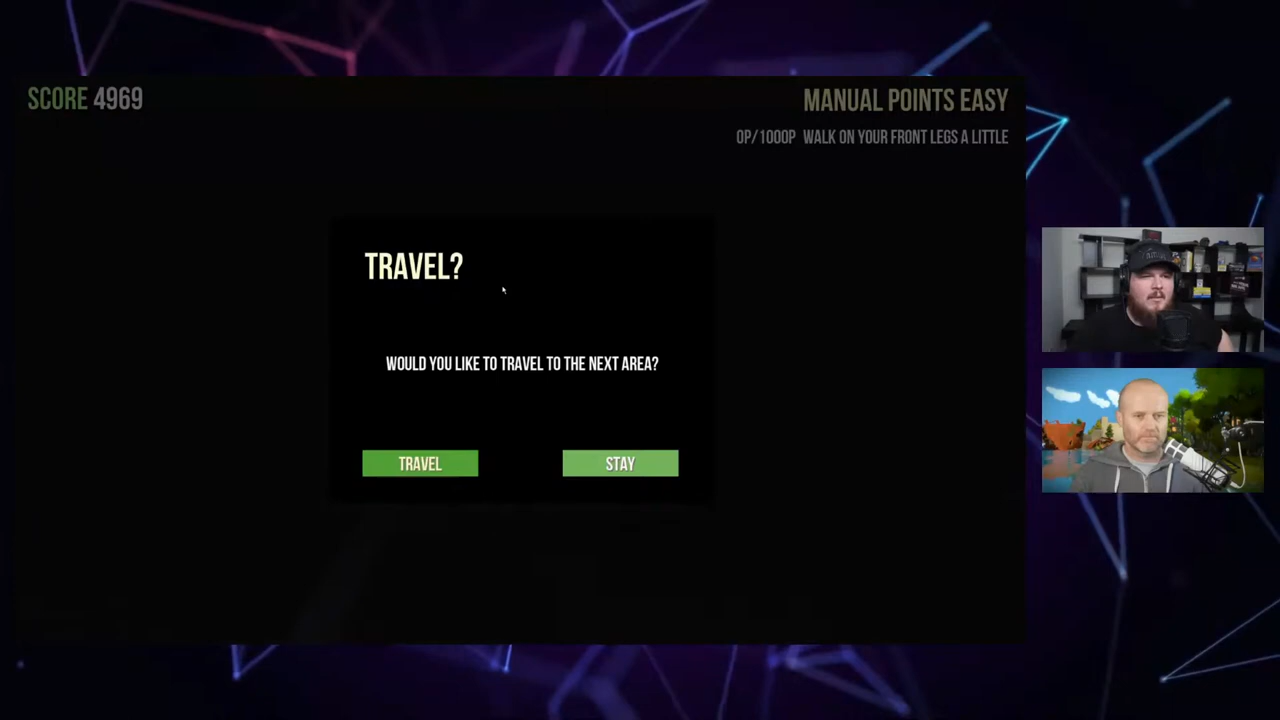 SCORE 4969
MANUAL POINTS EASY
0P/1000P WALK ON YOUR FRONT LEGS A LITTLE
TRAVEL?
WOULD YOU LIKE TO TRAVEL TO THE NEXT AREA?
TRAVEL
STAY